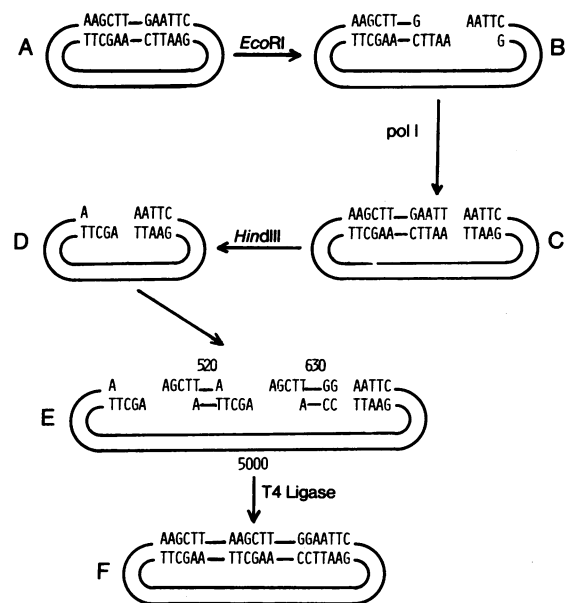 AAGCTT—GAATTC
TTCGAA—CTTAAG
A
EcoRI
AAGCTT—G AATTC
TTCGAA—CTTAA G
B
pol I
A AATTC
TTCGA TTAAG
D
HindIII
AAGCTT—GAATT AATTC
TTCGAA—CTTAA TTAAG
C
520 630
A AGCTT—A AGCTT—GG AATTC
TTCGA A—TTCGA A—CC TTAAG
E
5000
T4 Ligase
AAGCTT—AAGCTT—GGAATTC
TTCGAA—TTCGAA—CCTTAAG
F